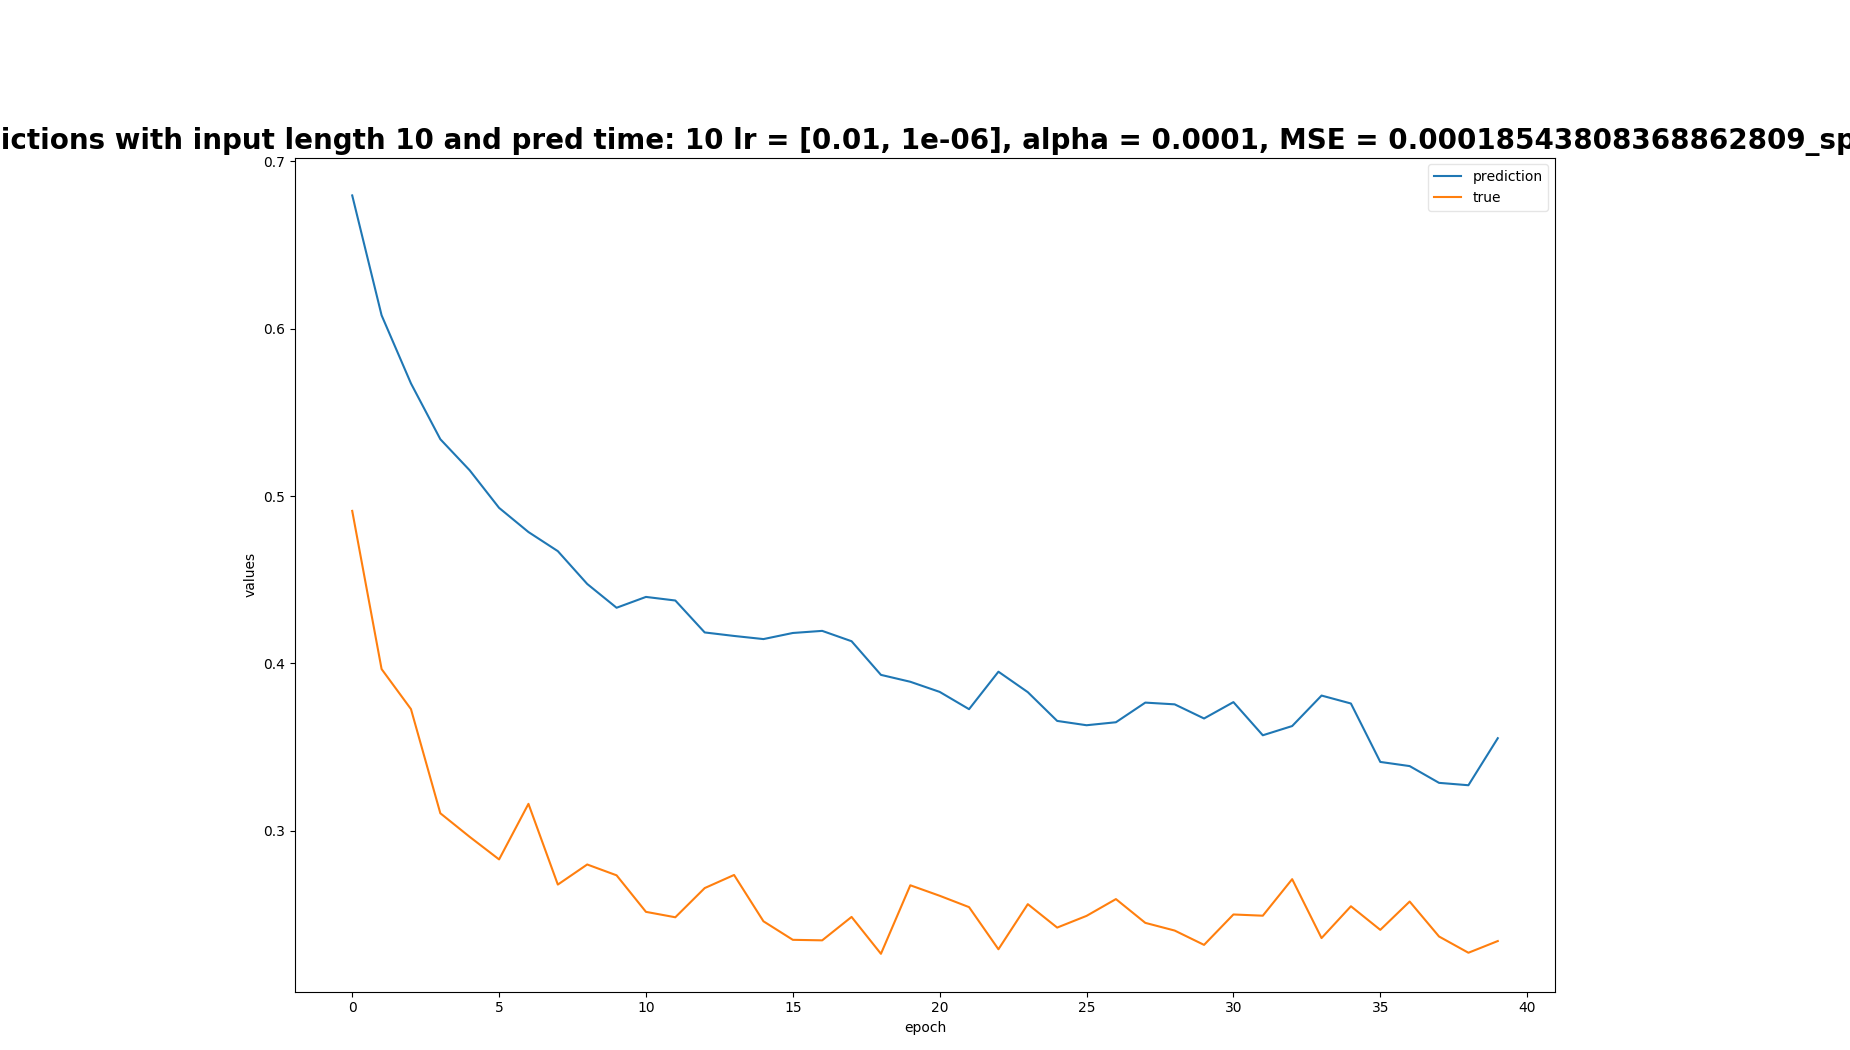 ictions with input length 10 and pred time: 10 lr = [0.01, 1e-06], alpha = 0.0001, MSE = 0.00018543808368862809_sp
prediction
true
0.7
0.6
0.5
0.4
0.3
values
0 5 10 15 20 25 30 35 40
epoch